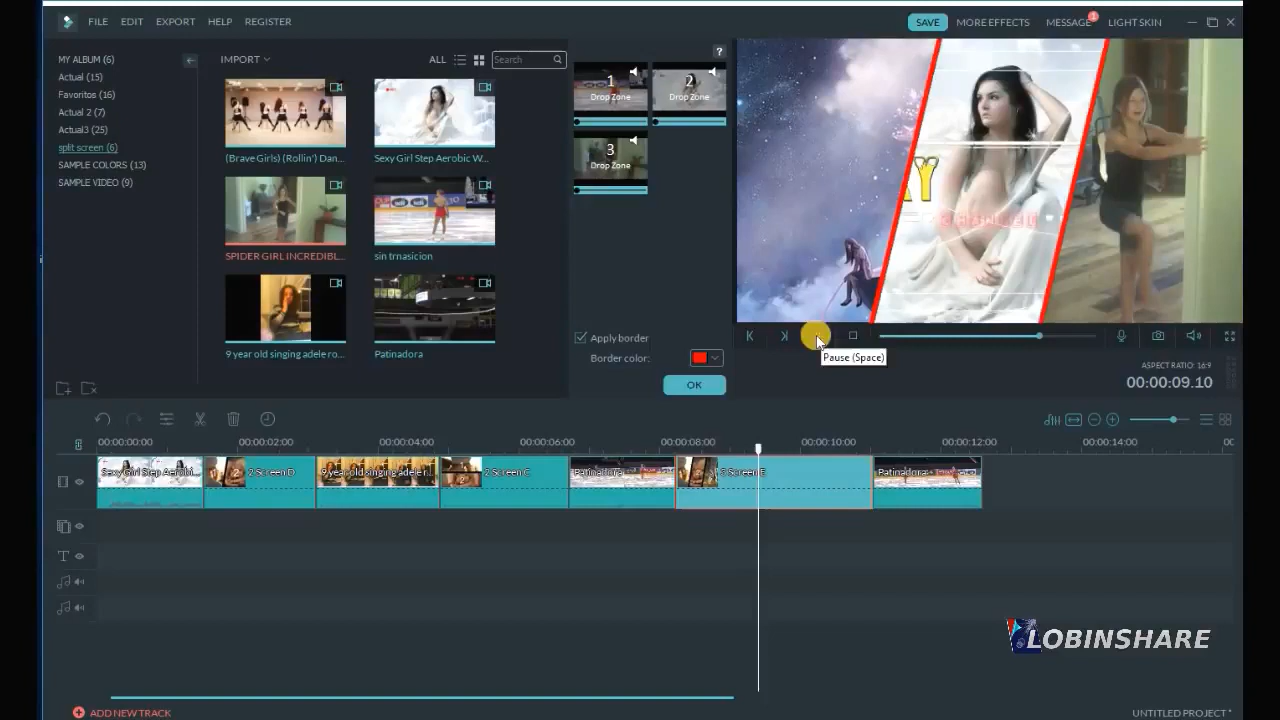 FILE EDIT EXPORT HELP REGISTER SAVE MORE EFFECTS MESSAGE 1 LIGHT SKIN
MY ALBUM (6)
Actual (15)
Favoritos (16)
Actual 2 (7)
Actual3 (25)
split screen (6)
SAMPLE COLORS (13)
SAMPLE VIDEO (9)
IMPORT ALL Search
(Brave Girls) (Rollin') Dan...
Sexy Girl Step Aerobic W...
SPIDER GIRL INCREDIBL...
sin trnasicion
9 year old singing adele ro...
Patinadora
?
1
Drop Zone
2
Drop Zone
3
Drop Zone
Apply border
Border color:
OK
Pause (Space)
ASPECT RATIO: 16:9
00:00:09.10
00:00:00:00 00:00:02:00 00:00:04:00 00:00:06:00 00:00:08:00 00:00:10:00 00:00:12:00 00:00:14:00
Sexy Girl Step Aerobi...
2 Screen D
9 year old singing adele r...
2 Screen C
Patinadora
3 Screen E
Patinadora
T
LOBINSHARE
ADD NEW TRACK
UNTITLED PROJECT *